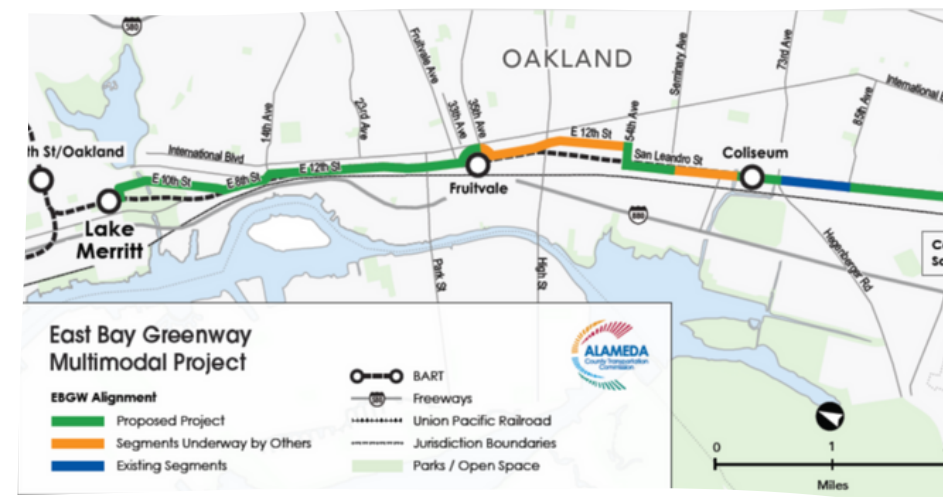 580
Fruitvale Ave
33th Ave
35th Ave
OAKLAND
Seminary Ave
73rd Ave
International B
85th Ave
14th Ave
23rd Ave
54th Ave
E 12th St
th St/Oakland
International Blvd
San Leandro St
Coliseum
E 10th St
E 8th St
E 12th St
Fruitvale
Lake
Merritt
880
Hegenberger Rd
Park St
High St
East Bay Greenway
Multimodal Project
ALAMEDA
County Transportation
Commission
EBGW Alignment
Proposed Project
Segments Underway by Others
Existing Segments
BART
580
Freeways
Union Pacific Railroad
Jurisdiction Boundaries
Parks / Open Space
0
1
Miles